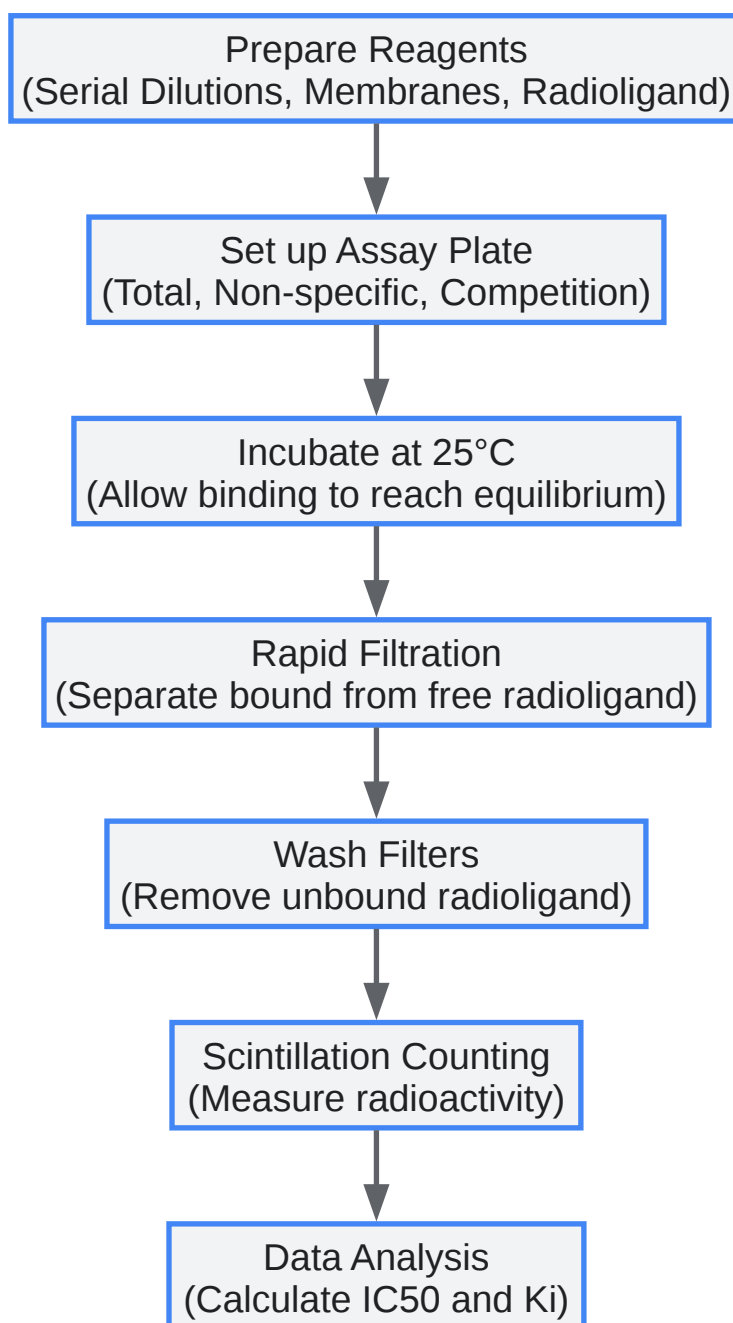 Prepare Reagents
(Serial Dilutions, Membranes, Radioligand)
Set up Assay Plate
(Total, Non-specific, Competition)
Incubate at 25°C
(Allow binding to reach equilibrium)
Rapid Filtration
(Separate bound from free radioligand)
Wash Filters
(Remove unbound radioligand)
Scintillation Counting
(Measure radioactivity)
Data Analysis
(Calculate IC50 and Ki)